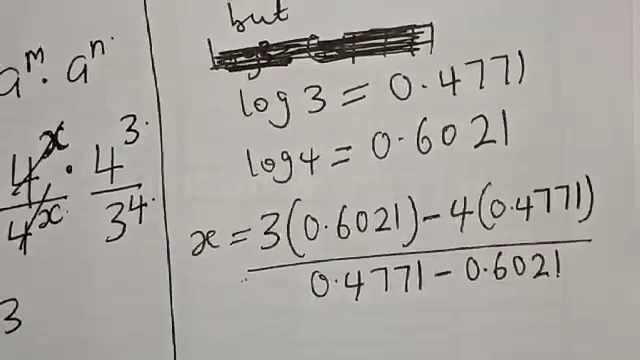 a^m · a^n
4^x/4^x · 4^3/3^4
3
but
log 3 = 0.4771
log 4 = 0.6021
x = 3(0.6021) - 4(0.4771)
0.4771 - 0.6021